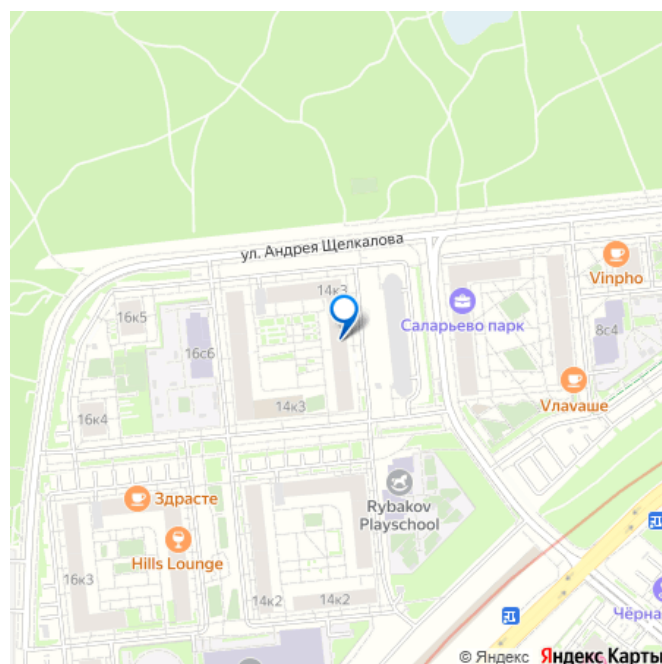 ул. Андрея Щелкалова
Vinpho
14к3
Саларьево парк
16к5
8с4
16с6
Vлаваше
14к3
16к4
Rybakov
Playschool
Здрасте
Hills Lounge
16к3
14к2
14к2
Чёрна
© Яндекс Яндекс Карты